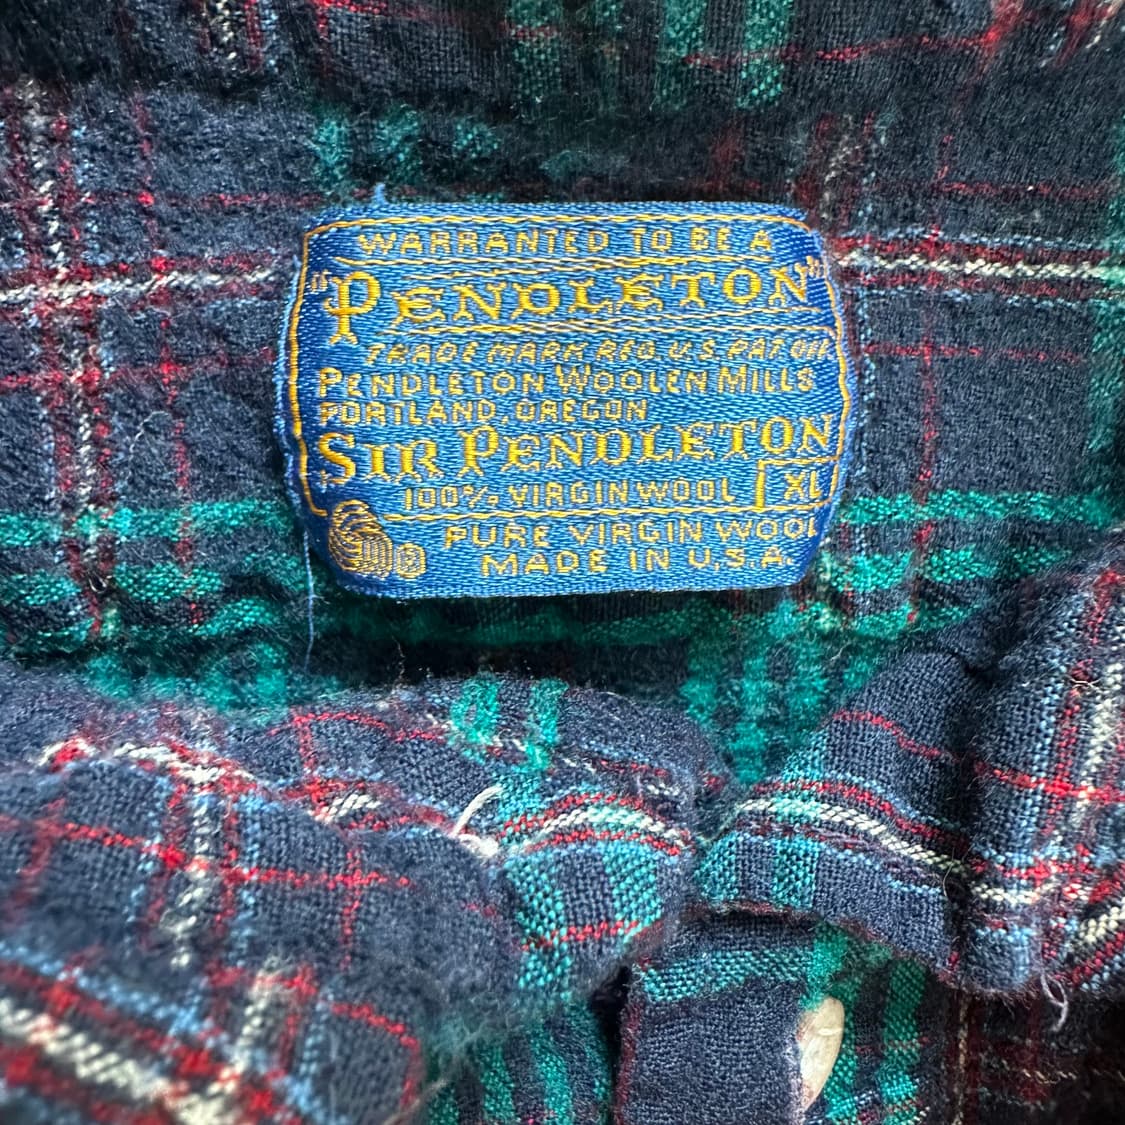 WARRANTED TO BE A
"PENDLETON"
TRADE MARK REG. U.S. PAT. OFF.
PENDLETON WOOLEN MILLS
PORTLAND, OREGON
SIR PENDLETON
100% VIRGIN WOOL XL
PURE VIRGIN WOOL
MADE IN U.S.A.